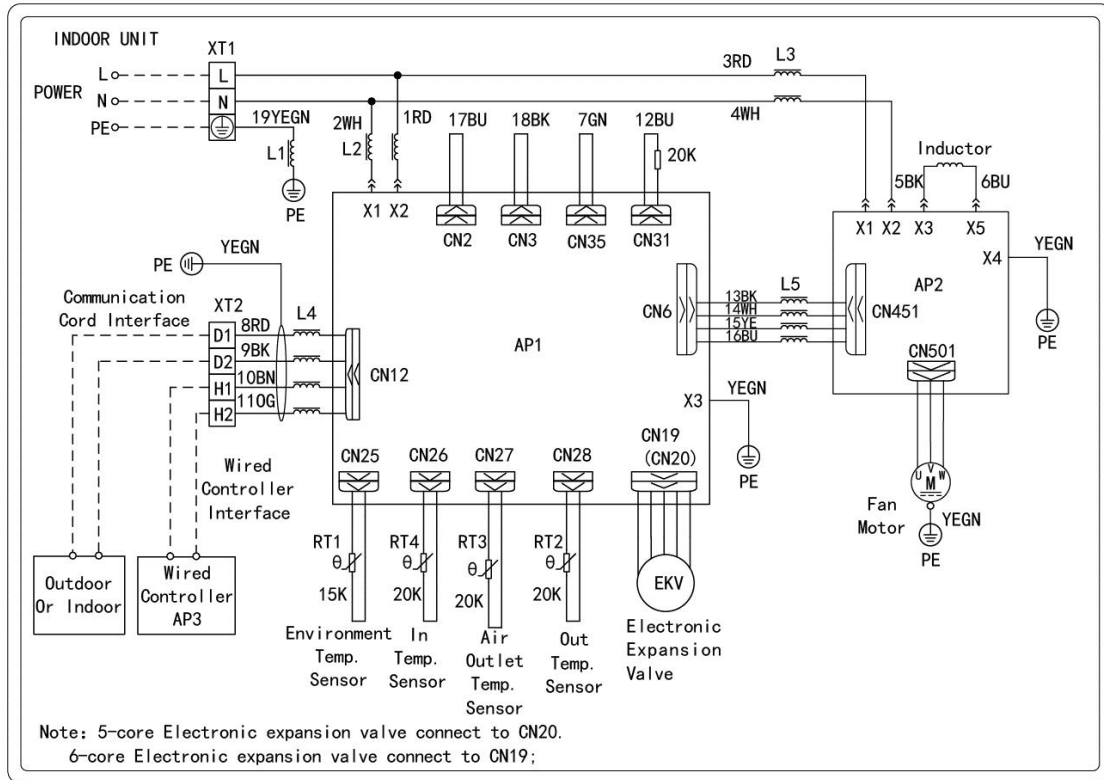 INDOOR UNIT
XT1
POWER
L
N
PE
L
N
19YEGN
L1
PE
2WH
L2
1RD
17BU
18BK
7GN
12BU
20K
3RD
L3
4WH
Inductor
5BK
6BU
X1
X2
CN2
CN3
CN35
CN31
X1
X2
X3
X5
X4
YEGN
PE
AP2
PE
YEGN
Communication
Cord Interface
XT2
D1
D2
H1
H2
8RD
9BK
10BN
11OG
L4
CN12
AP1
CN6
13BK
14WH
15YE
16BU
L5
CN451
CN501
X3
YEGN
PE
U
V
W
M
Fan
Motor
YEGN
PE
Wired
Controller
Interface
Outdoor
Or Indoor
Wired
Controller
AP3
CN25
CN26
CN27
CN28
CN19
(CN20)
RT1
θ
15K
RT4
θ
20K
RT3
θ
20K
RT2
θ
20K
EKV
Environment
Temp.
Sensor
In
Temp.
Sensor
Air
Outlet
Temp.
Sensor
Out
Temp.
Sensor
Electronic
Expansion
Valve
Note: 5-core Electronic expansion valve connect to CN20.
6-core Electronic expansion valve connect to CN19;